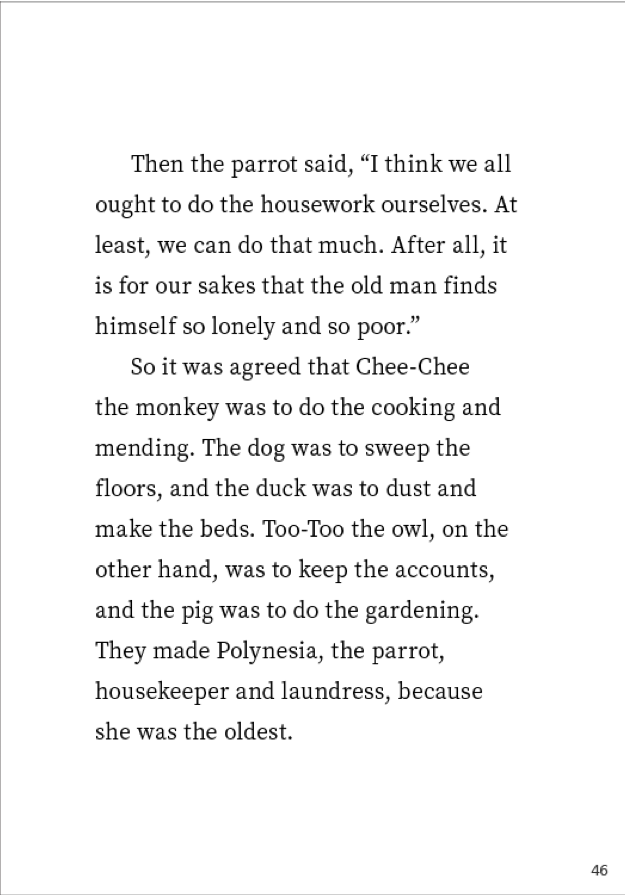 Then the parrot said, “I think we all
ought to do the housework ourselves. At
least, we can do that much. After all, it
is for our sakes that the old man finds
himself so lonely and so poor.”
So it was agreed that Chee-Chee
the monkey was to do the cooking and
mending. The dog was to sweep the
floors, and the duck was to dust and
make the beds. Too-Too the owl, on the
other hand, was to keep the accounts,
and the pig was to do the gardening.
They made Polynesia, the parrot,
housekeeper and laundress, because
she was the oldest.
46